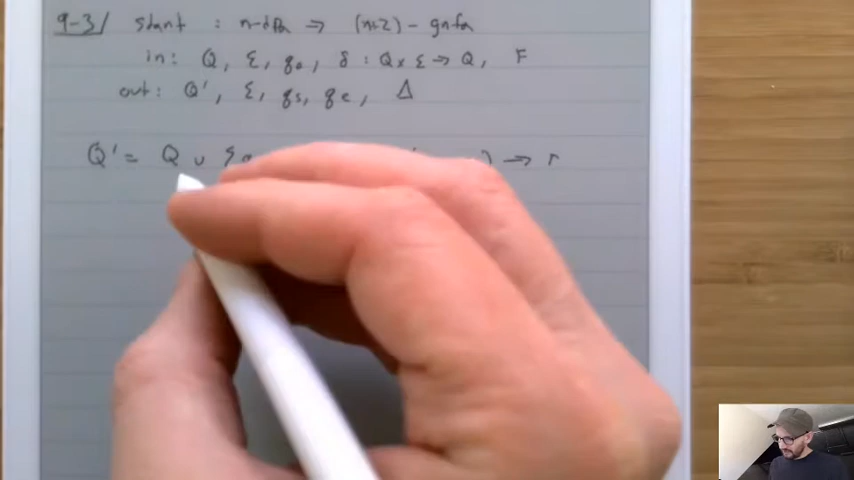 9-3/ start : n-dfa ⇒ (n+2) - gnfa
in: Q, Σ, q₀, δ : Q × Σ → Q, F
out: Q', Σ, qs, qe, Δ
Q' = Q ∪ { ) → r